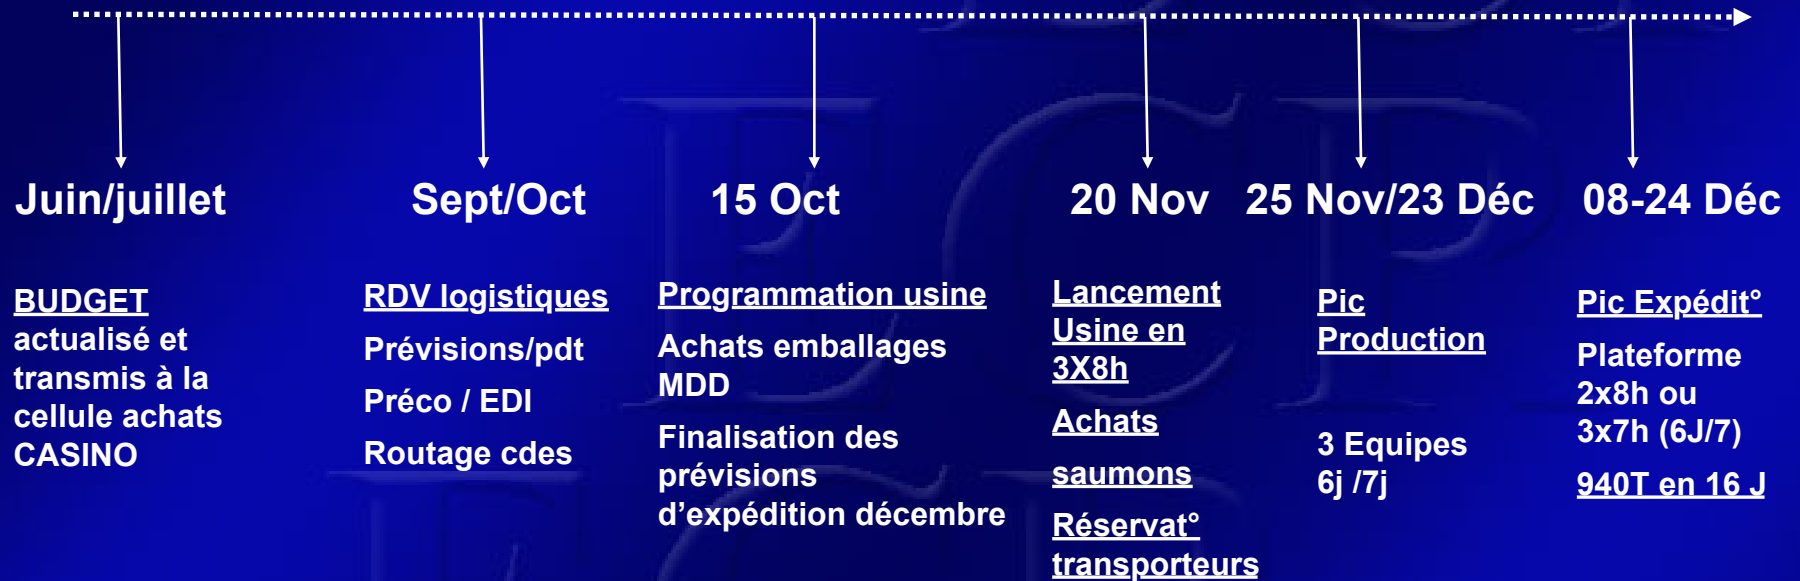 Juin/juillet
BUDGET
actualisé et
transmis à la
cellule achats
CASINO
Sept/Oct
RDV logistiques
Prévisions/pdt
Préco / EDI
Routage cdes
15 Oct
Programmation usine
Achats emballages
MDD
Finalisation des
prévisions
d’expédition décembre
20 Nov
Lancement
Usine en
3X8h
Achats
saumons
Réservat°
transporteurs
25 Nov/23 Déc
Pic
Production
3 Equipes
6j /7j
08-24 Déc
Pic Expédit°
Plateforme
2x8h ou
3x7h (6J/7)
940T en 16 J
ECP